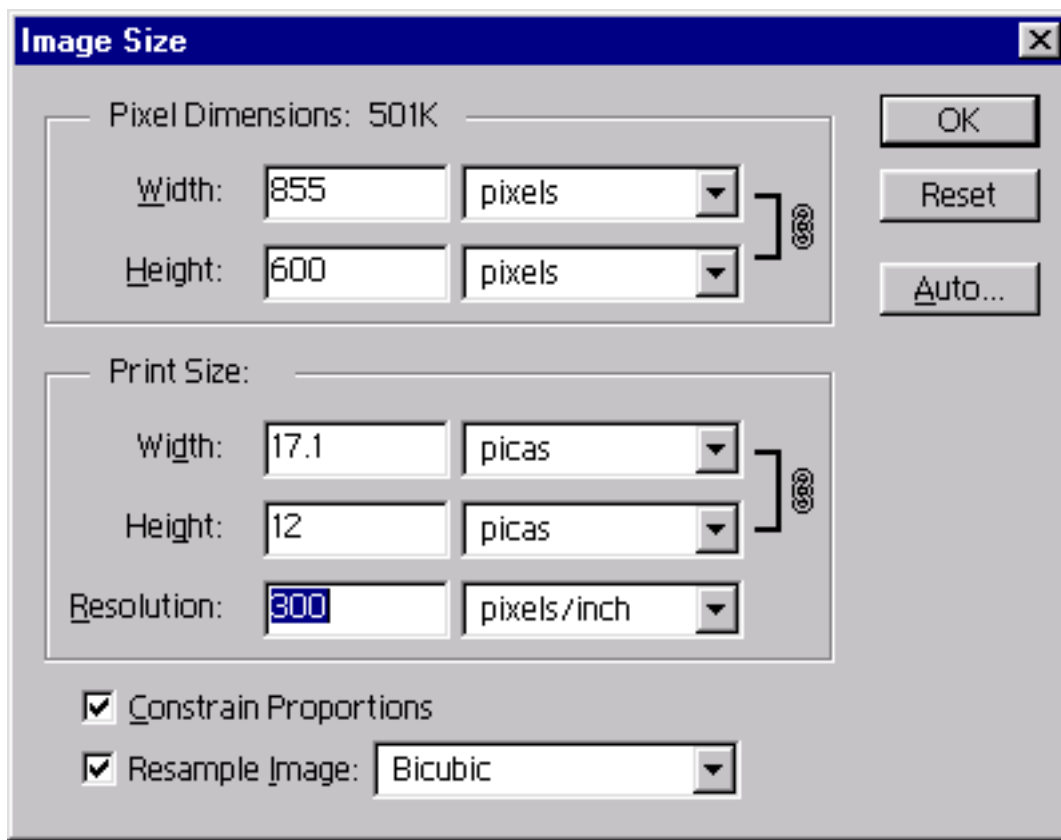 Image Size
Pixel Dimensions: 501K
OK
Width: 855 pixels
Reset
Height: 600 pixels
Auto...
Print Size:
Width: 17.1 picas
Height: 12 picas
Resolution: 300 pixels/inch
Constrain Proportions
Resample Image: Bicubic